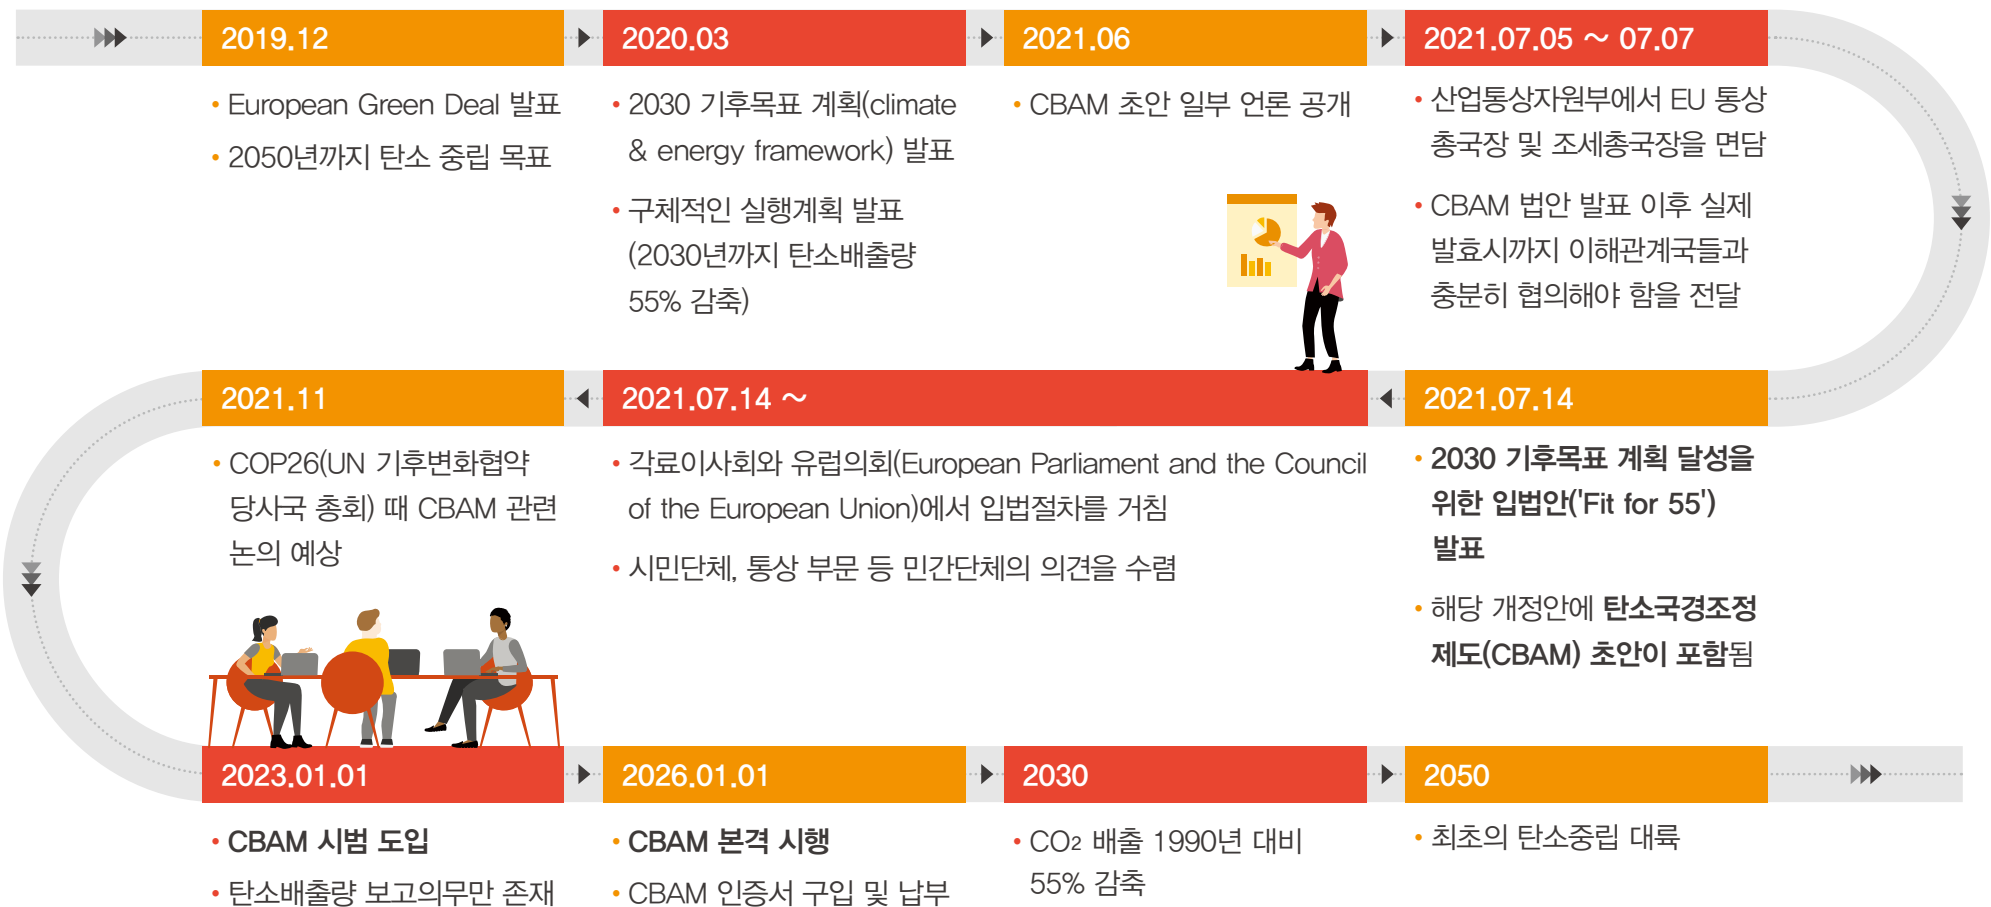 2019.12
• European Green Deal 발표
• 2050년까지 탄소 중립 목표
2020.03
• 2030 기후목표 계획(climate
& energy framework) 발표
• 구체적인 실행계획 발표
(2030년까지 탄소배출량
55% 감축)
2021.06
• CBAM 초안 일부 언론 공개
2021.07.05 ~ 07.07
• 산업통상자원부에서 EU 통상
총국장 및 조세총국장을 면담
• CBAM 법안 발표 이후 실제
발효시까지 이해관계국들과
충분히 협의해야 함을 전달
2021.07.14
• 2030 기후목표 계획 달성을
위한 입법안('Fit for 55')
발표
• 해당 개정안에 탄소국경조정
제도(CBAM) 초안이 포함됨
2021.07.14 ~
• 각료이사회와 유럽의회(European Parliament and the Council
of the European Union)에서 입법절차를 거침
• 시민단체, 통상 부문 등 민간단체의 의견을 수렴
2021.11
• COP26(UN 기후변화협약
당사국 총회) 때 CBAM 관련
논의 예상
2023.01.01
• CBAM 시범 도입
• 탄소배출량 보고의무만 존재
2026.01.01
• CBAM 본격 시행
• CBAM 인증서 구입 및 납부
2030
• CO2 배출 1990년 대비
55% 감축
2050
• 최초의 탄소중립 대륙